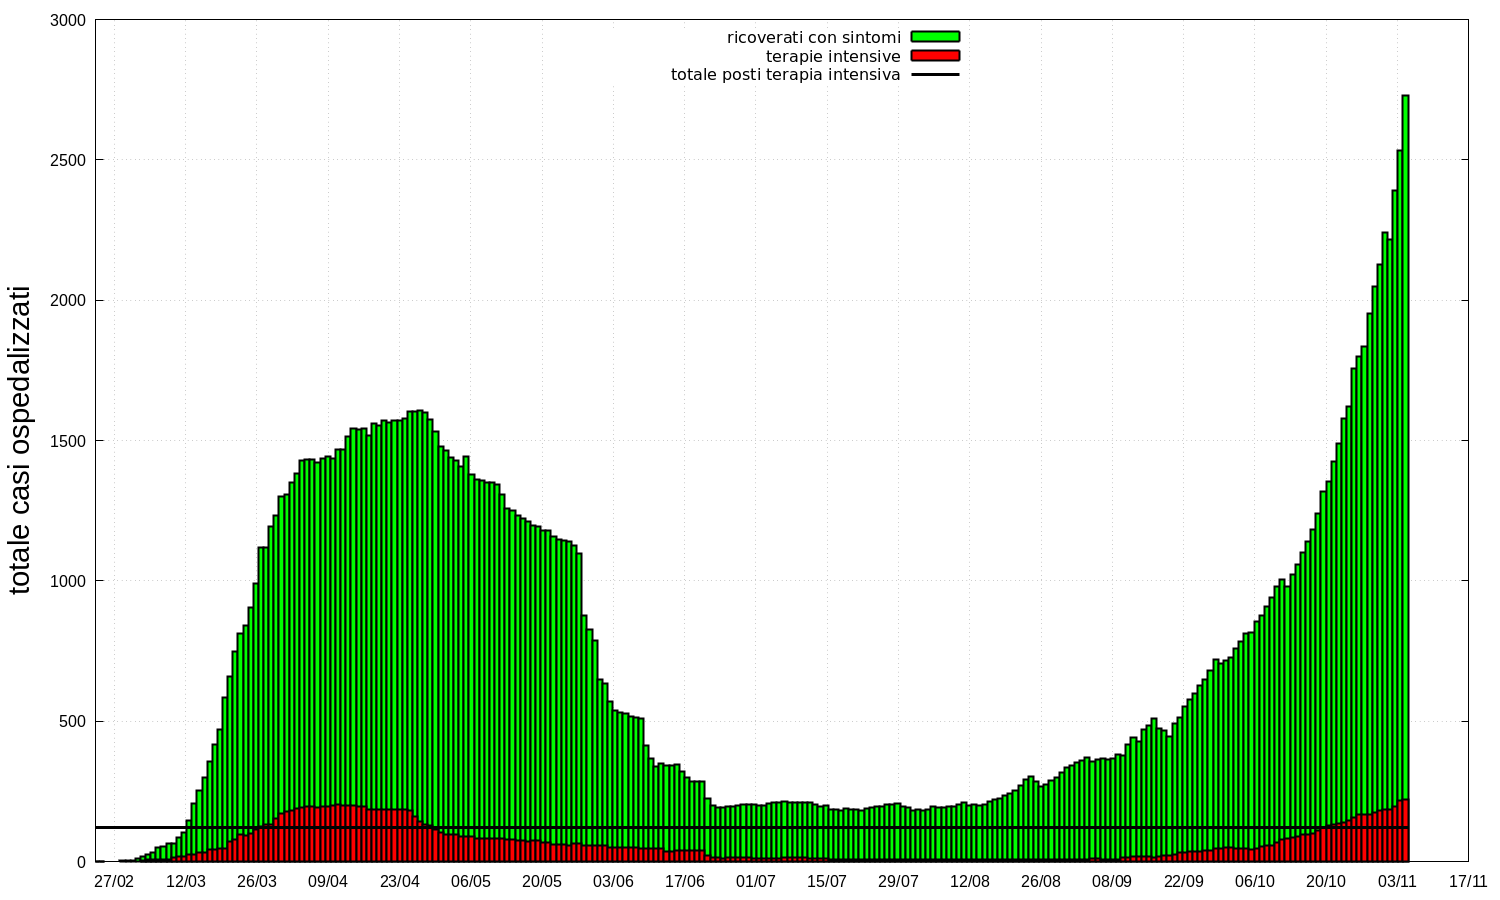 3000
2500
2000
1500
1000
500
0
totale casi ospedalizzati
ricoverati con sintomi
terapie intensive
totale posti terapia intensiva
27/02 12/03 26/03 09/04 23/04 06/05 20/05 03/06 17/06 01/07 15/07 29/07 12/08 26/08 08/09 22/09 06/10 20/10 03/11 17/11